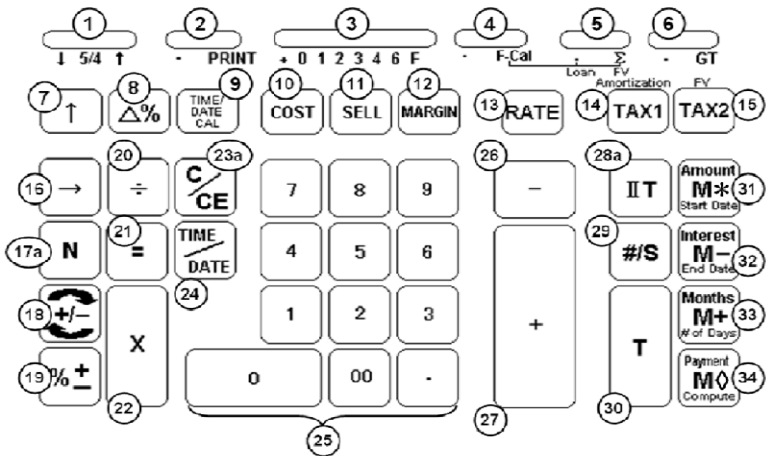 1 2 3 4 5 6
↓ 5/4 ↑ - PRINT + 0 1 2 3 4 6 F - F-Cal · Σ - GT
Loan FV
Amortization FV
7 8 9 10 11 12 13 14 15
↑ Δ% TIME/ DATE CAL COST SELL MARGIN RATE TAX1 TAX2
20 23a 26 28a
16 → ÷ C/CE 7 8 9 − II T Amount 31
M*
Start Date
17a N 21 = TIME/DATE 4 5 6 29 #/S Interest 32
M−
End Date
24
18 +/− X 1 2 3 + T Months 33
M+
# of Days
19 %± 0 00 · Payment 34
M◊
Compute
22 25 27 30